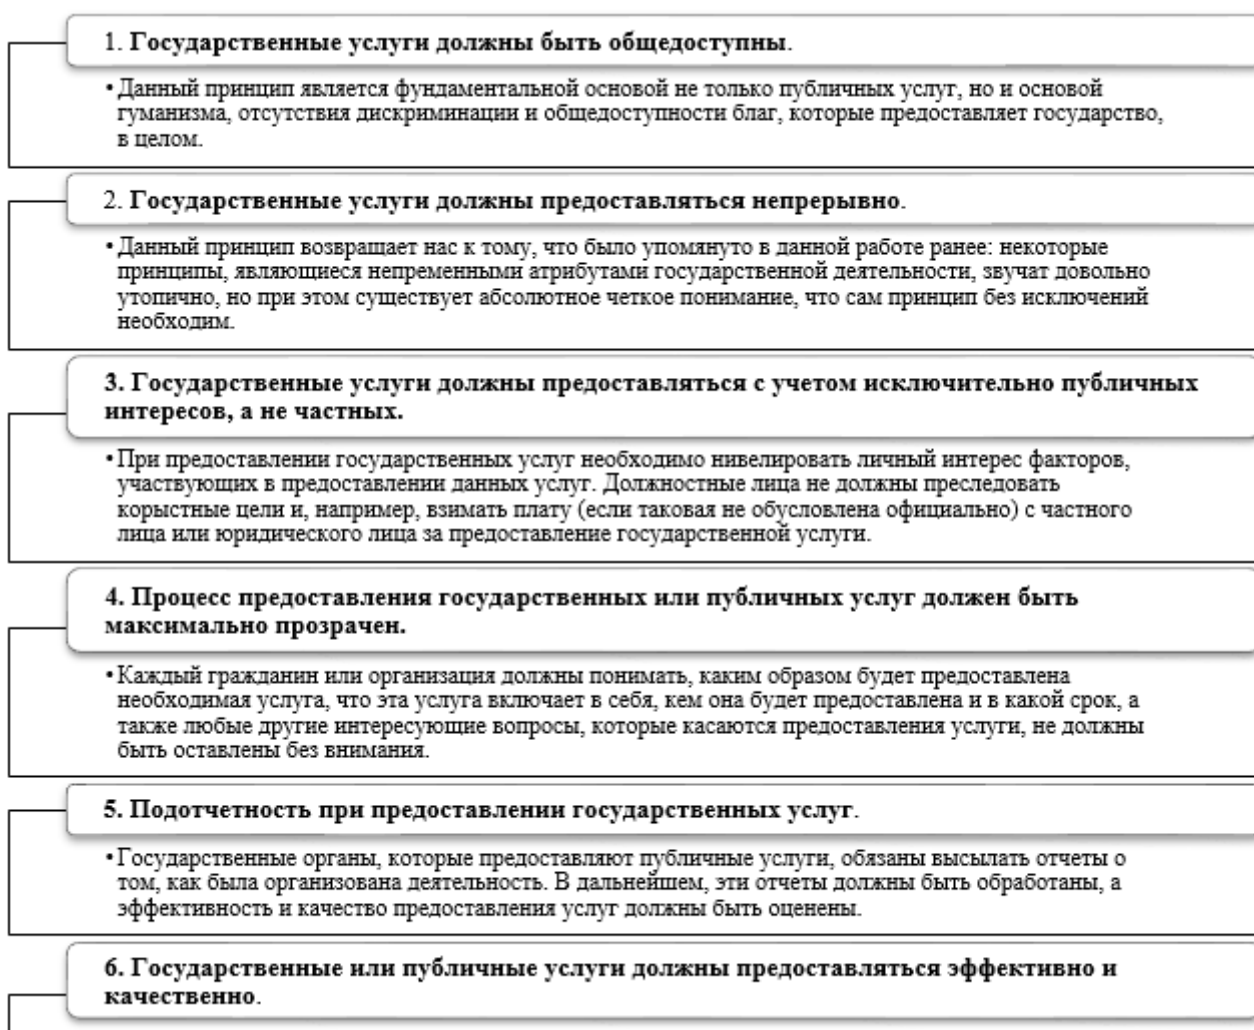 1. Государственные услуги должны быть общедоступны.
• Данный принцип является фундаментальной основой не только публичных услуг, но и основой
гуманизма, отсутствия дискриминации и общедоступности благ, которые предоставляет государство,
в целом.
2. Государственные услуги должны предоставляться непрерывно.
• Данный принцип возвращает нас к тому, что было упомянуто в данной работе ранее: некоторые
принципы, являющиеся непременными атрибутами государственной деятельности, звучат довольно
утопично, но при этом существует абсолютное четкое понимание, что сам принцип без исключений
необходим.
3. Государственные услуги должны предоставляться с учетом исключительно публичных
интересов, а не частных.
• При предоставлении государственных услуг необходимо нивелировать личный интерес факторов,
участвующих в предоставлении данных услуг. Должностные лица не должны преследовать
корыстные цели и, например, взимать плату (если таковая не обусловлена официально) с частного
лица или юридического лица за предоставление государственной услуги.
4. Процесс предоставления государственных или публичных услуг должен быть
максимально прозрачен.
• Каждый гражданин или организация должны понимать, каким образом будет предоставлена
необходимая услуга, что эта услуга включает в себя, кем она будет предоставлена и в какой срок, а
также любые другие интересующие вопросы, которые касаются предоставления услуги, не должны
быть оставлены без внимания.
5. Подотчетность при предоставлении государственных услуг.
• Государственные органы, которые предоставляют публичные услуги, обязаны высылать отчеты о
том, как была организована деятельность. В дальнейшем, эти отчеты должны быть обработаны, а
эффективность и качество предоставления услуг должны быть оценены.
6. Государственные или публичные услуги должны предоставляться эффективно и
качественно.